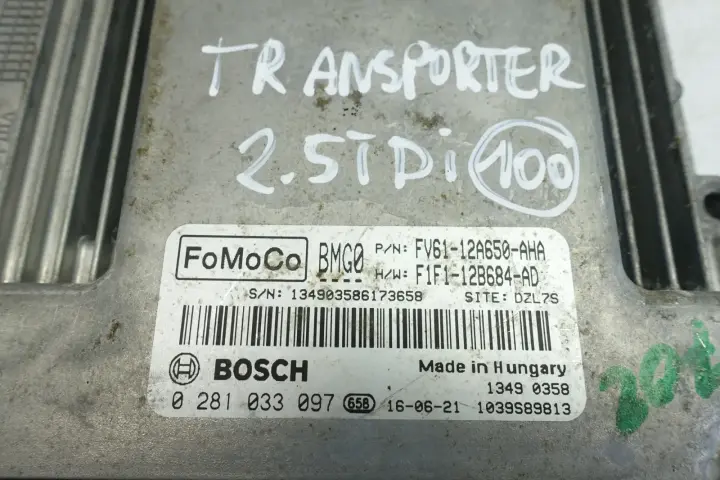 TRANSPORTER
2.5TDi 100
FoMoCo BMG0 P/N: FV61-12A650-AHA
H/W: F1F1-12B684-AD
S/N: 134903586173658 SITE: DZL7S
BOSCH Made in Hungary
1349 0358
0 281 033 097 65B 16-06-21 1039S89813